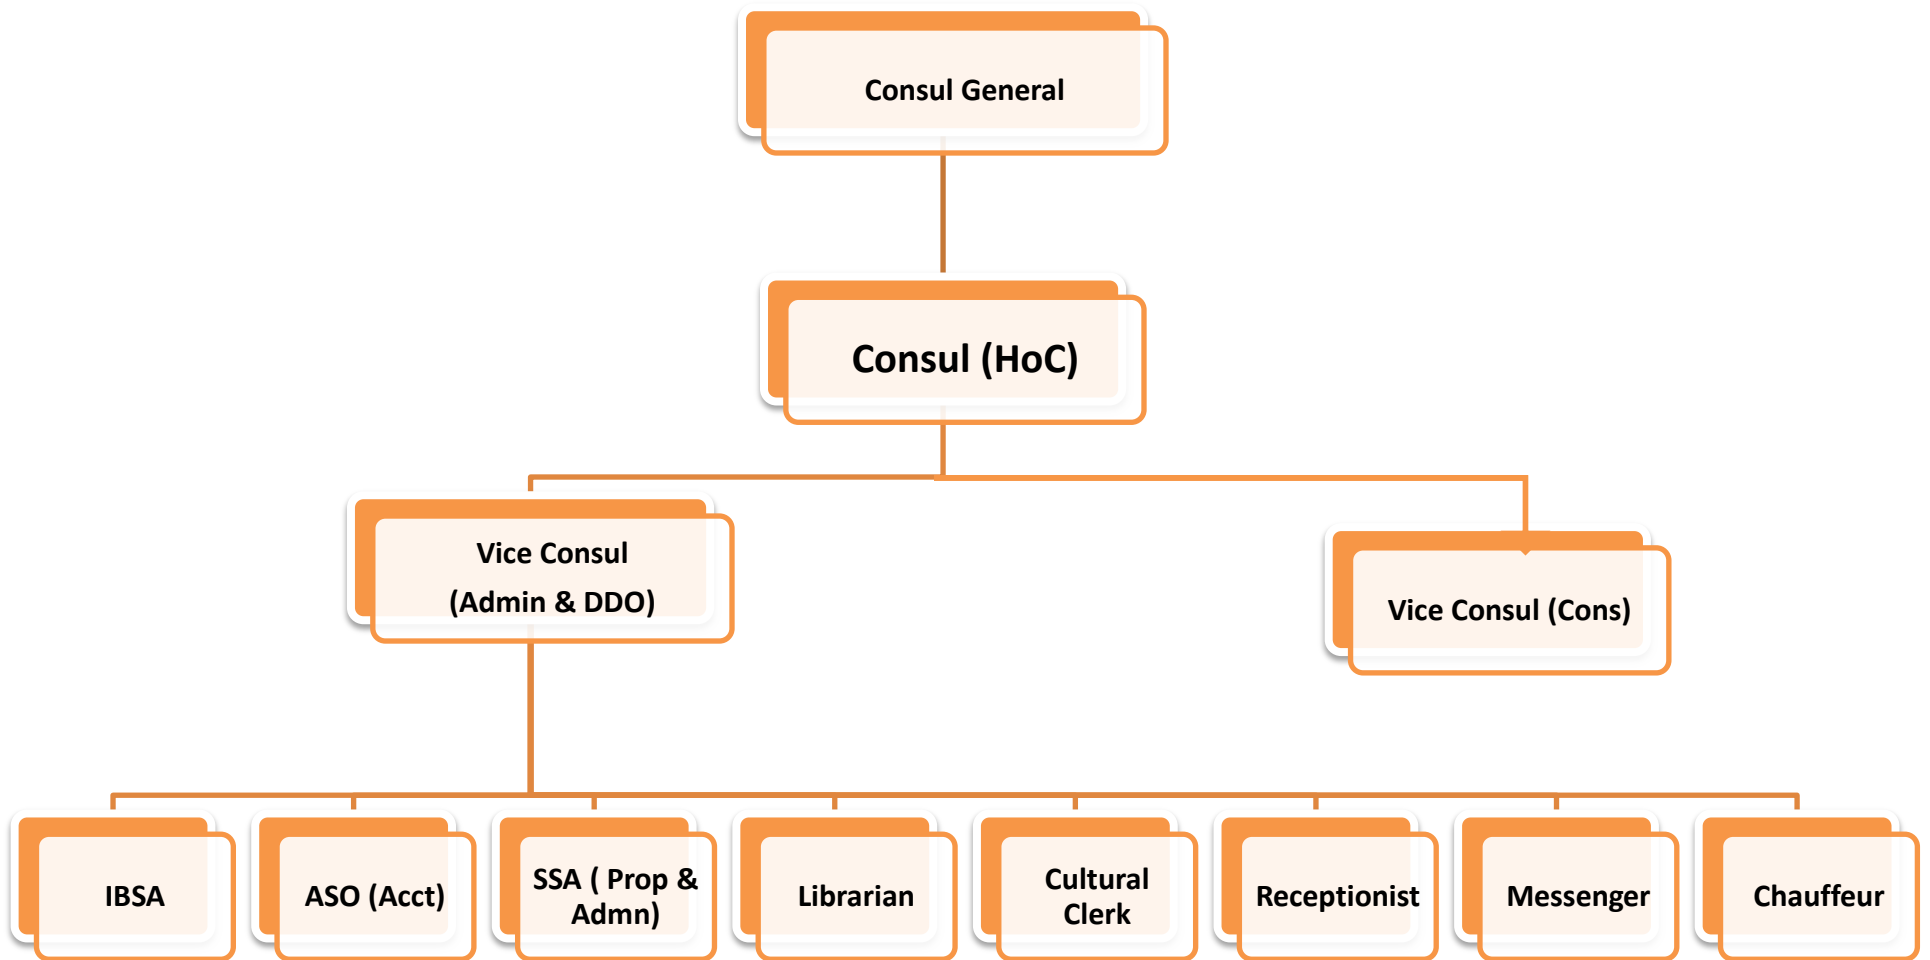 Consul General
Consul (HoC)
Vice Consul
(Admin & DDO)
Vice Consul (Cons)
IBSA
ASO (Acct)
SSA ( Prop &
Admn)
Librarian
Cultural
Clerk
Receptionist
Messenger
Chauffeur